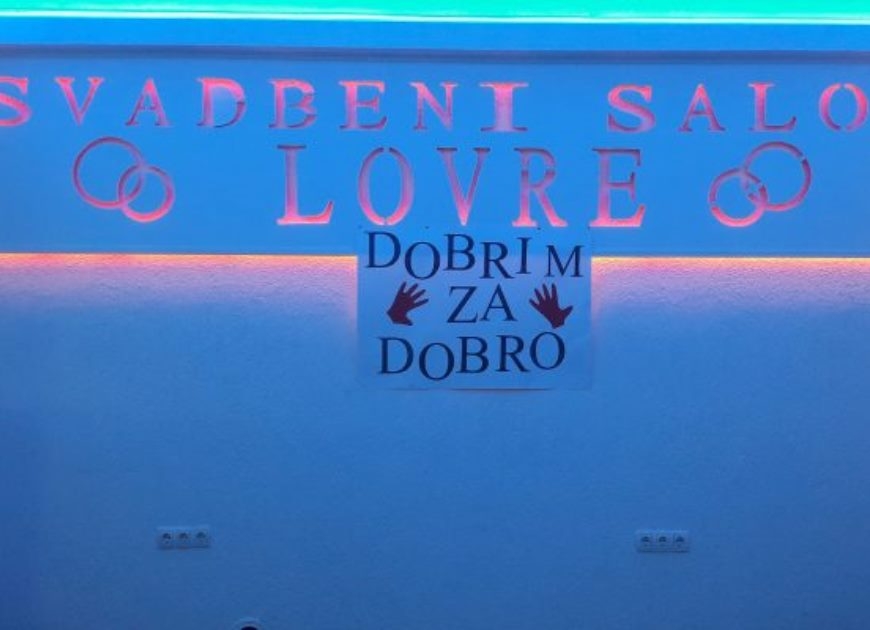 SVADBENI SALO
LOVRE
DOBRIM
ZA
DOBRO